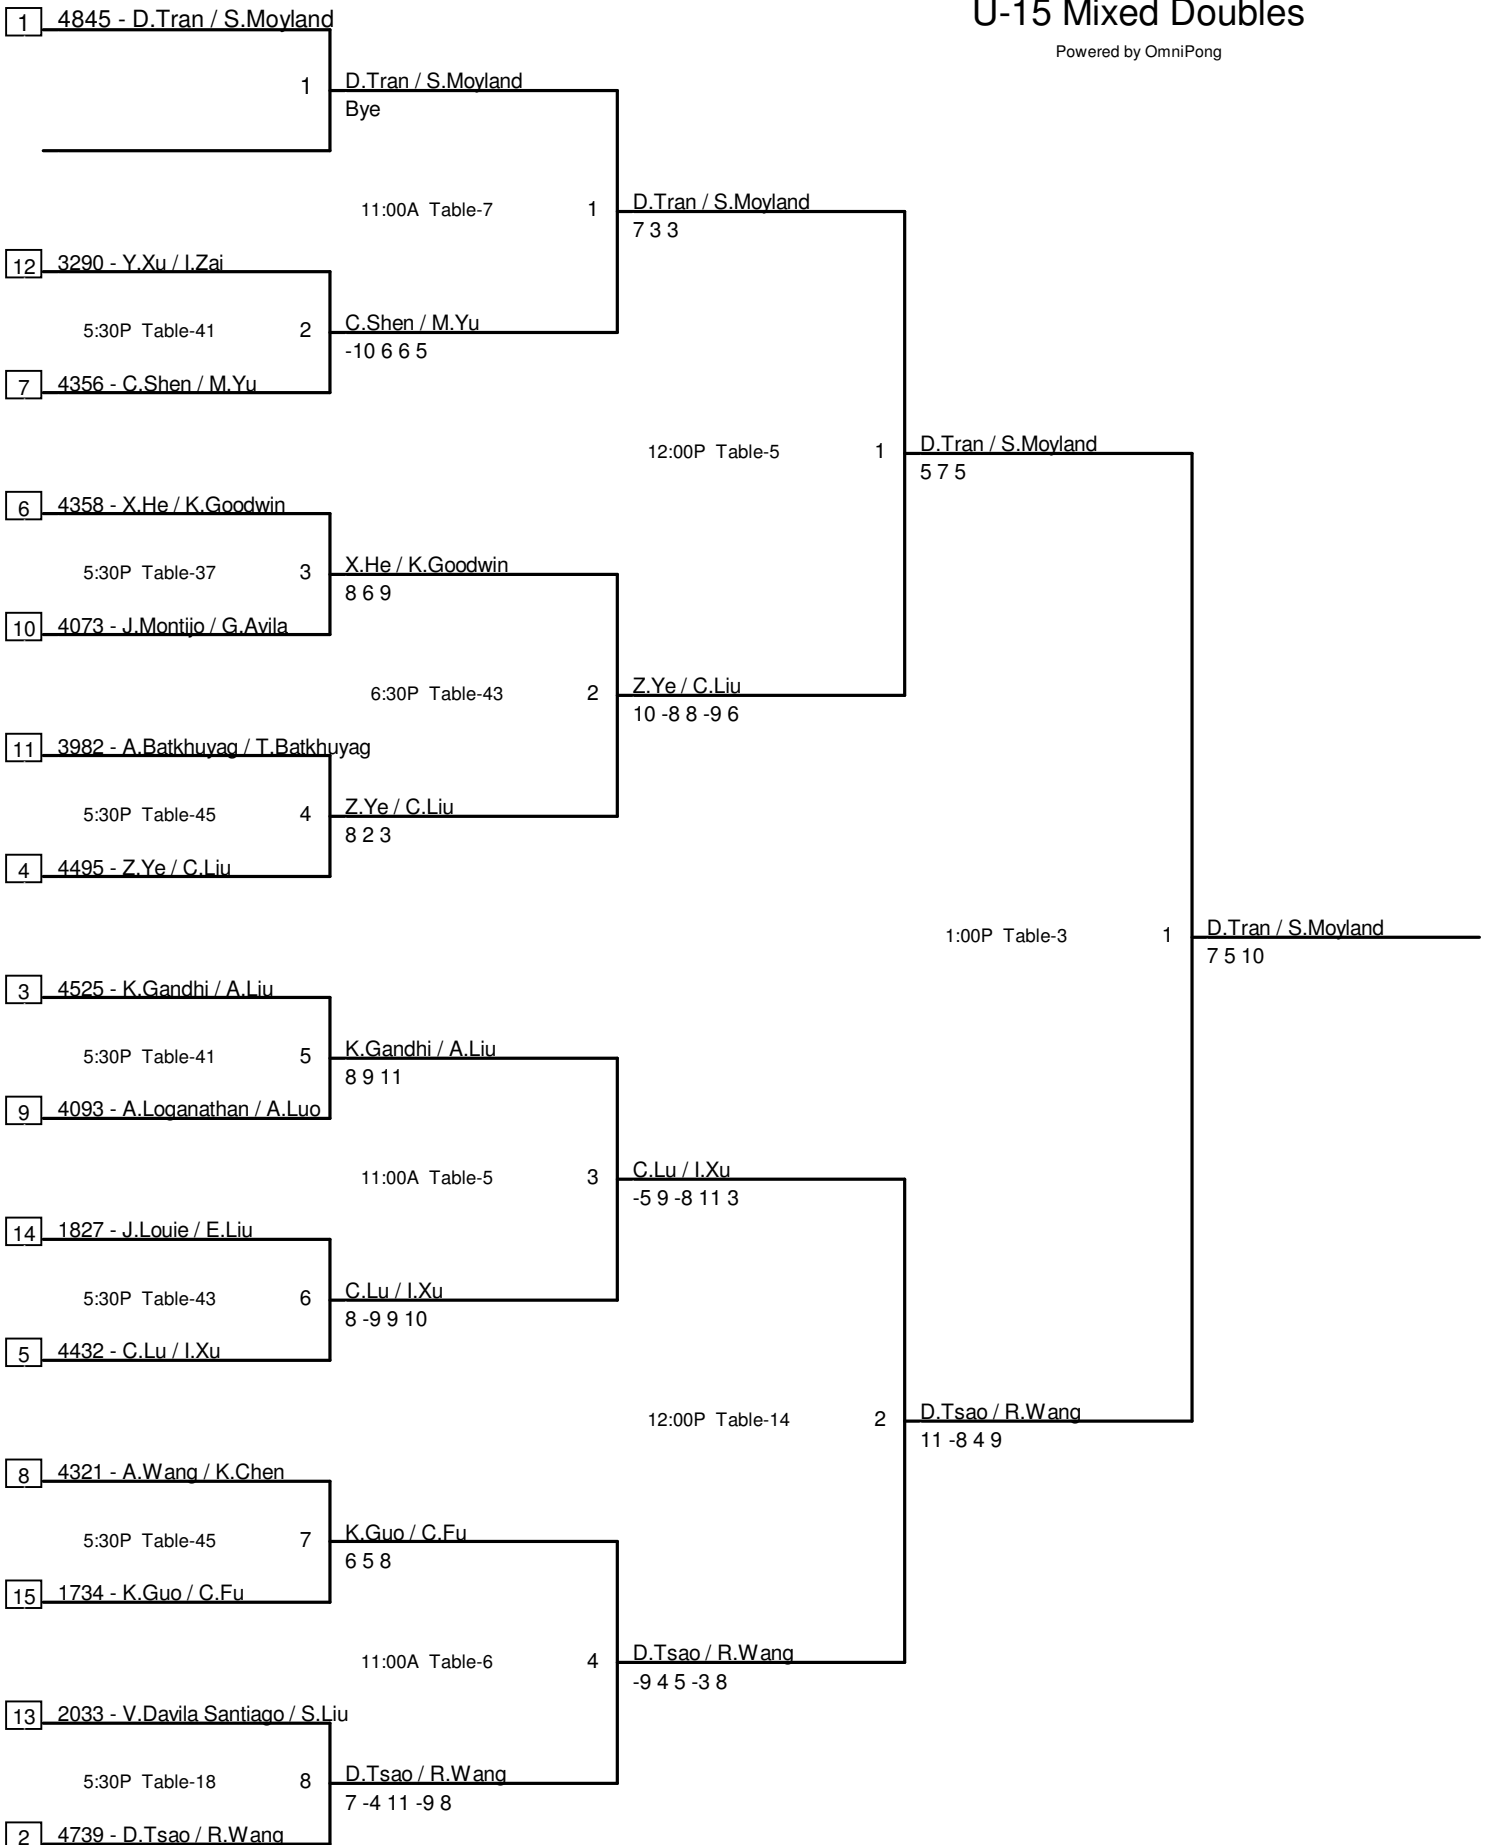 U-15 Mixed Doubles
Powered by OmniPong
1 4845 - D.Tran / S.Moyland
1 D.Tran / S.Moyland
Bye
11:00A Table-7 1 D.Tran / S.Moyland
7 3 3
12 3290 - Y.Xu / I.Zai
5:30P Table-41 2 C.Shen / M.Yu
-10 6 6 5
7 4356 - C.Shen / M.Yu
12:00P Table-5 1 D.Tran / S.Moyland
5 7 5
6 4358 - X.He / K.Goodwin
5:30P Table-37 3 X.He / K.Goodwin
8 6 9
10 4073 - J.Montijo / G.Avila
6:30P Table-43 2 Z.Ye / C.Liu
10 -8 8 -9 6
11 3982 - A.Batkhuyag / T.Batkhuyag
5:30P Table-45 4 Z.Ye / C.Liu
8 2 3
4 4495 - Z.Ye / C.Liu
1:00P Table-3 1 D.Tran / S.Moyland
7 5 10
3 4525 - K.Gandhi / A.Liu
5:30P Table-41 5 K.Gandhi / A.Liu
8 9 11
9 4093 - A.Loganathan / A.Luo
11:00A Table-5 3 C.Lu / I.Xu
-5 9 -8 11 3
14 1827 - J.Louie / E.Liu
5:30P Table-43 6 C.Lu / I.Xu
8 -9 9 10
5 4432 - C.Lu / I.Xu
12:00P Table-14 2 D.Tsao / R.Wang
11 -8 4 9
8 4321 - A.Wang / K.Chen
5:30P Table-45 7 K.Guo / C.Fu
6 5 8
15 1734 - K.Guo / C.Fu
11:00A Table-6 4 D.Tsao / R.Wang
-9 4 5 -3 8
13 2033 - V.Davila Santiago / S.Liu
5:30P Table-18 8 D.Tsao / R.Wang
7 -4 11 -9 8
2 4739 - D.Tsao / R.Wang